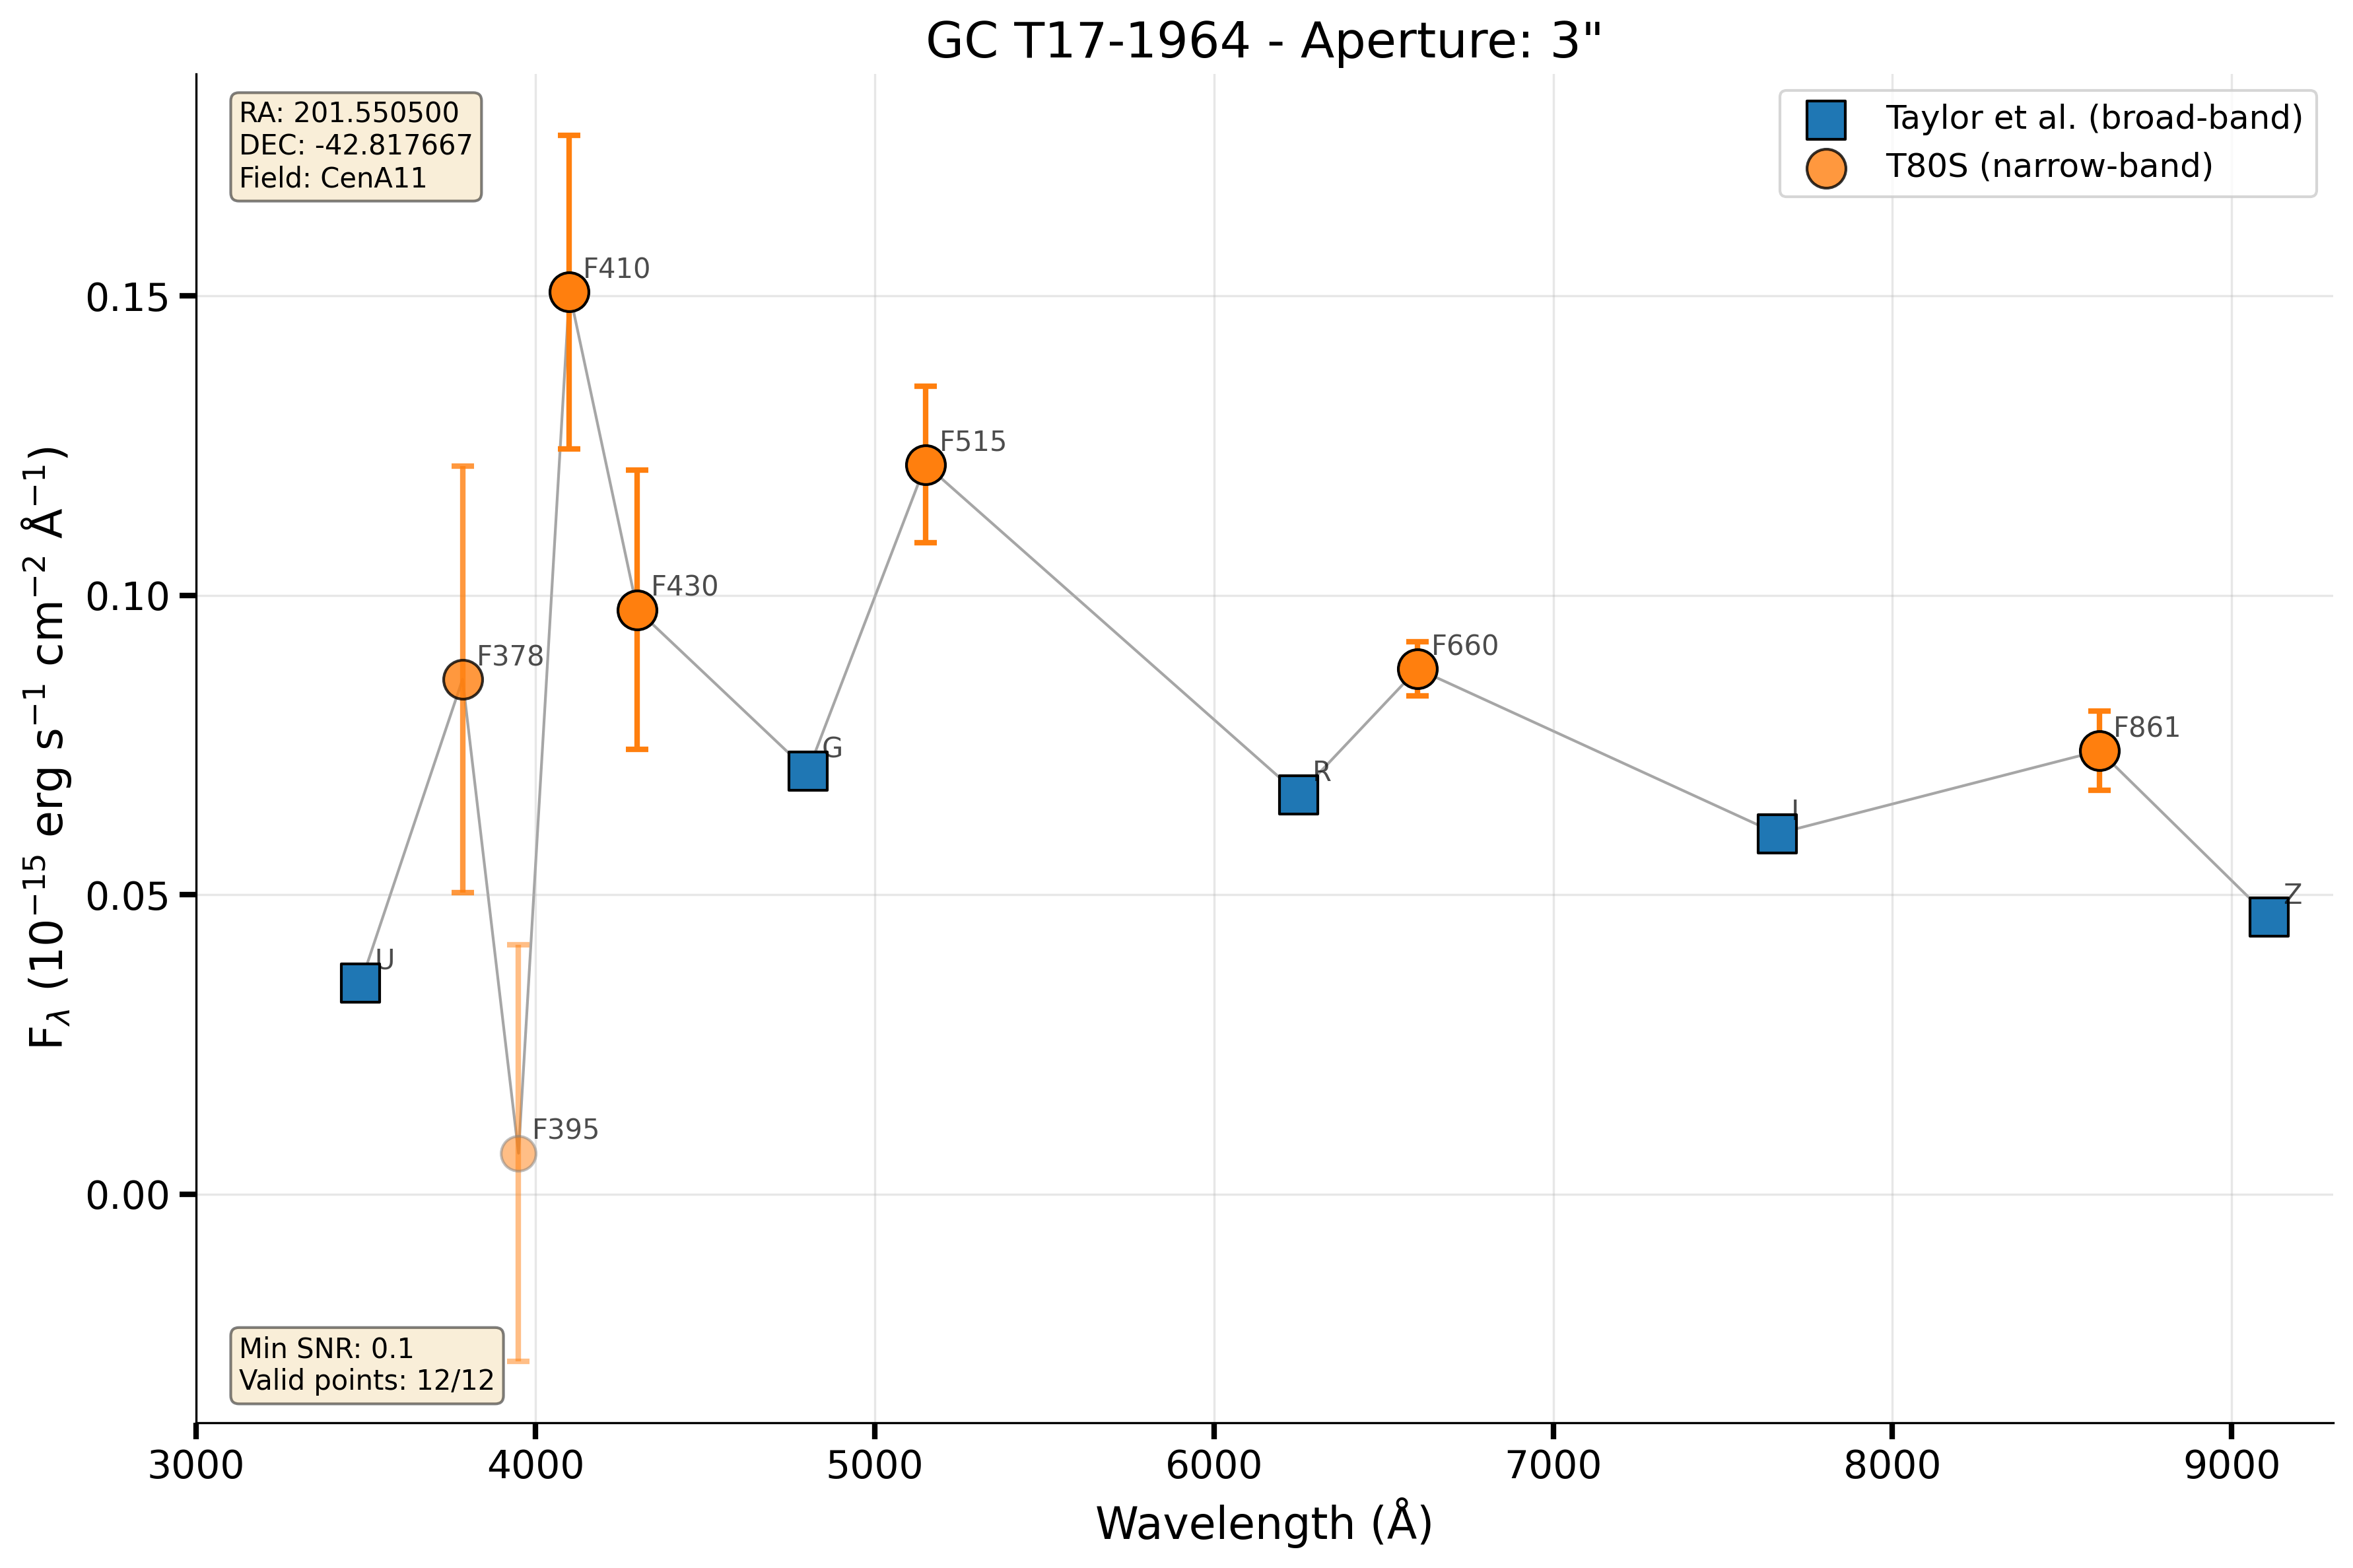 GC T17-1964 - Aperture: 3"
RA: 201.550500
DEC: -42.817667
Field: CenA11
Taylor et al. (broad-band)
T80S (narrow-band)
F410
F515
F430
F378
F660
G
F861
R
I
Z
U
F395
0.15
0.10
0.05
0.00
Fλ (10⁻¹⁵ erg s⁻¹ cm⁻² Å⁻¹)
Min SNR: 0.1
Valid points: 12/12
3000 4000 5000 6000 7000 8000 9000
Wavelength (Å)